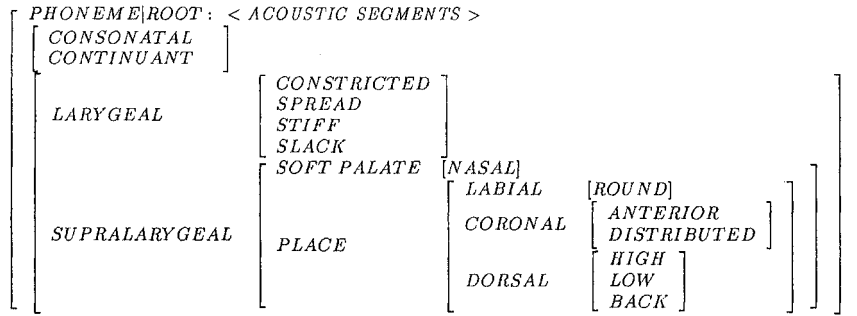 PHONEME|ROOT: < ACOUSTIC SEGMENTS >
CONSONATAL
CONTINUANT
LARYGEAL
CONSTRICTED
SPREAD
STIFF
SLACK
SUPRALARYGEAL
SOFT PALATE [NASAL]
PLACE
LABIAL [ROUND]
CORONAL
ANTERIOR
DISTRIBUTED
DORSAL
HIGH
LOW
BACK